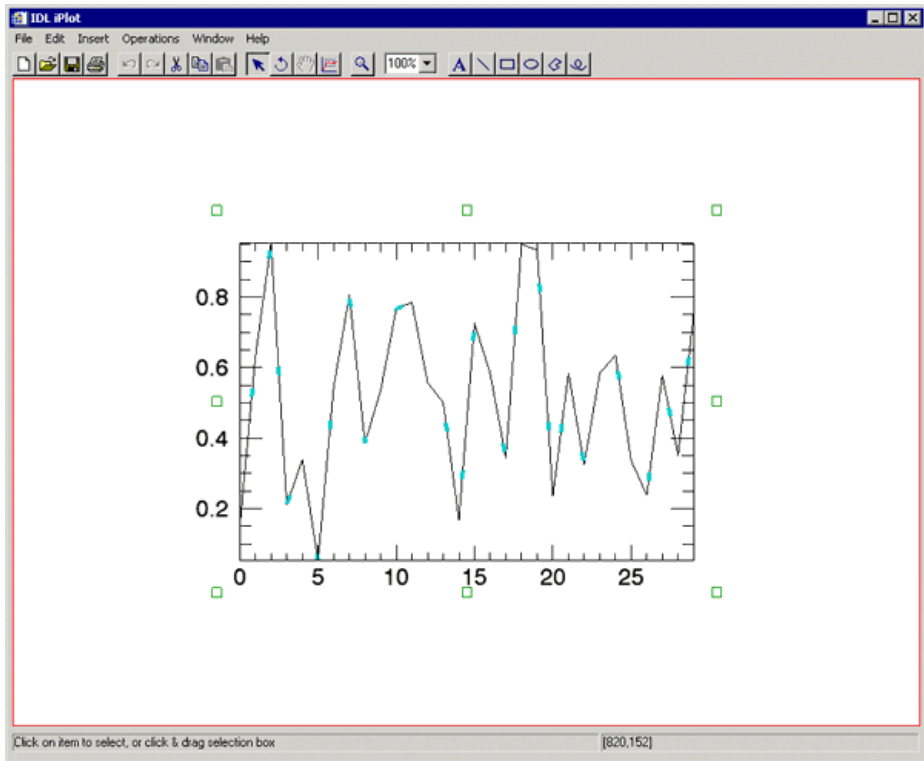 IDL iPlot
File Edit Insert Operations Window Help
100% A
0.8
0.6
0.4
0.2
0 5 10 15 20 25
Click on item to select, or click & drag selection box [820,152]